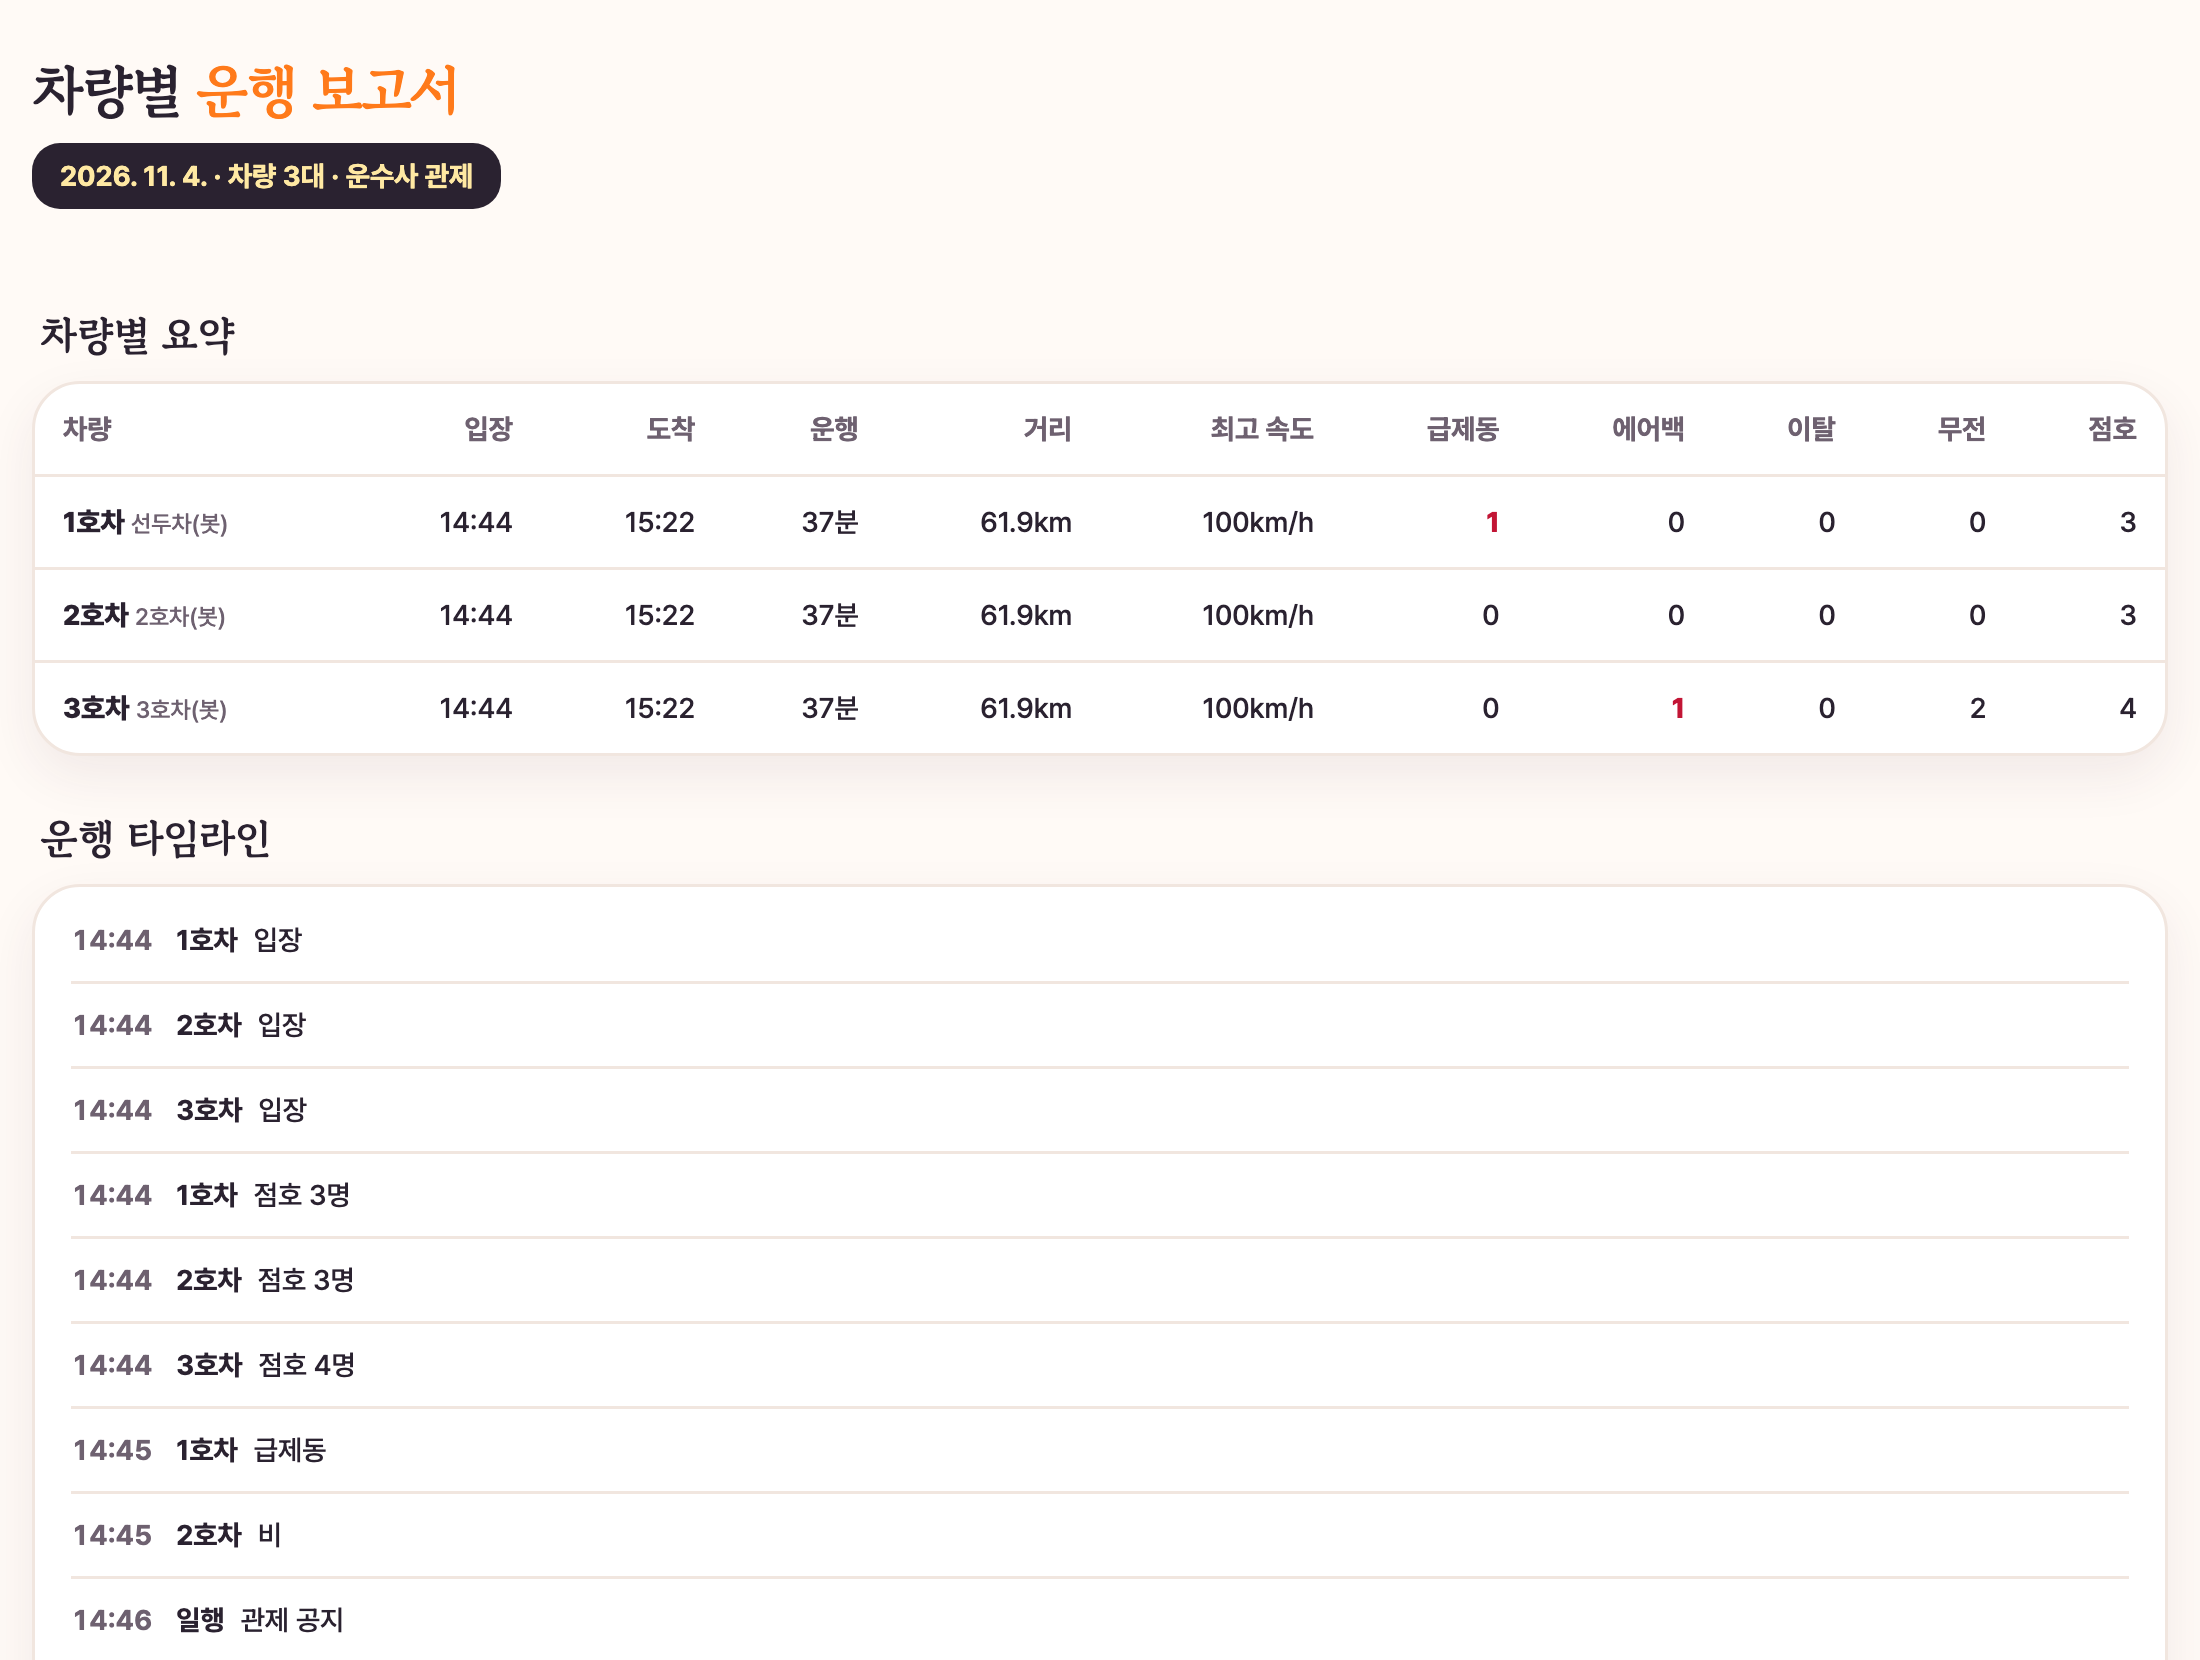 차량별 운행 보고서
2026. 11. 4. · 차량 3대 · 운수사 관제
차량별 요약
차량 입장 도착 운행 거리 최고 속도 급제동 에어백 이탈 무전 점호
1호차 선두차(봇) 14:44 15:22 37분 61.9km 100km/h 1 0 0 0 3
2호차 2호차(봇) 14:44 15:22 37분 61.9km 100km/h 0 0 0 0 3
3호차 3호차(봇) 14:44 15:22 37분 61.9km 100km/h 0 1 0 2 4
운행 타임라인
14:44 1호차 입장
14:44 2호차 입장
14:44 3호차 입장
14:44 1호차 점호 3명
14:44 2호차 점호 3명
14:44 3호차 점호 4명
14:45 1호차 급제동
14:45 2호차 비
14:46 일행 관제 공지